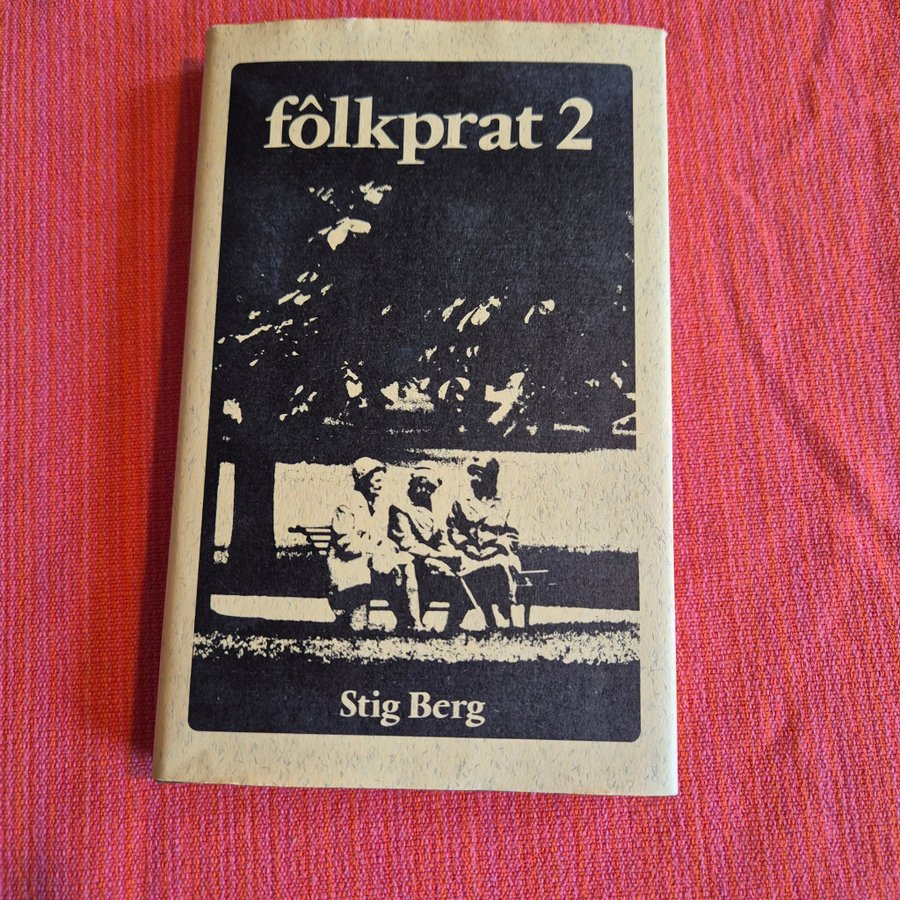 fôlkprat 2
Stig Berg